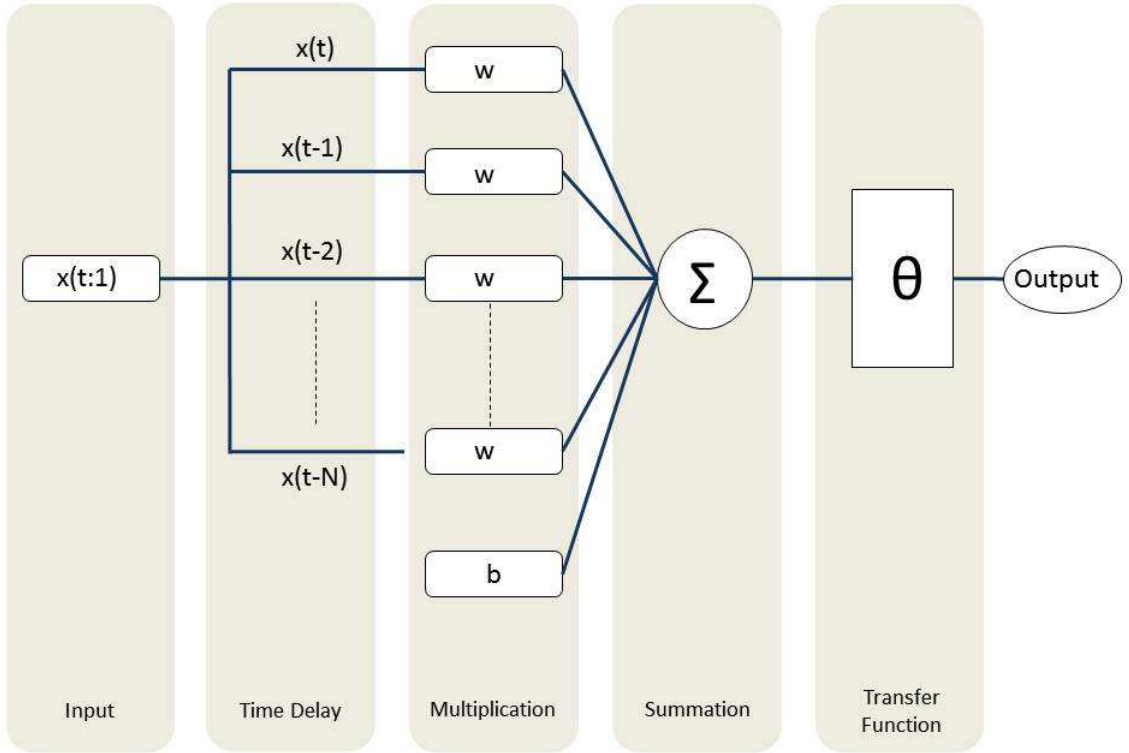 x(t)
w
x(t-1)
w
x(t-2)
w
x(t:1)
Σ
θ
Output
w
x(t-N)
b
Input
Time Delay
Multiplication
Summation
Transfer
Function